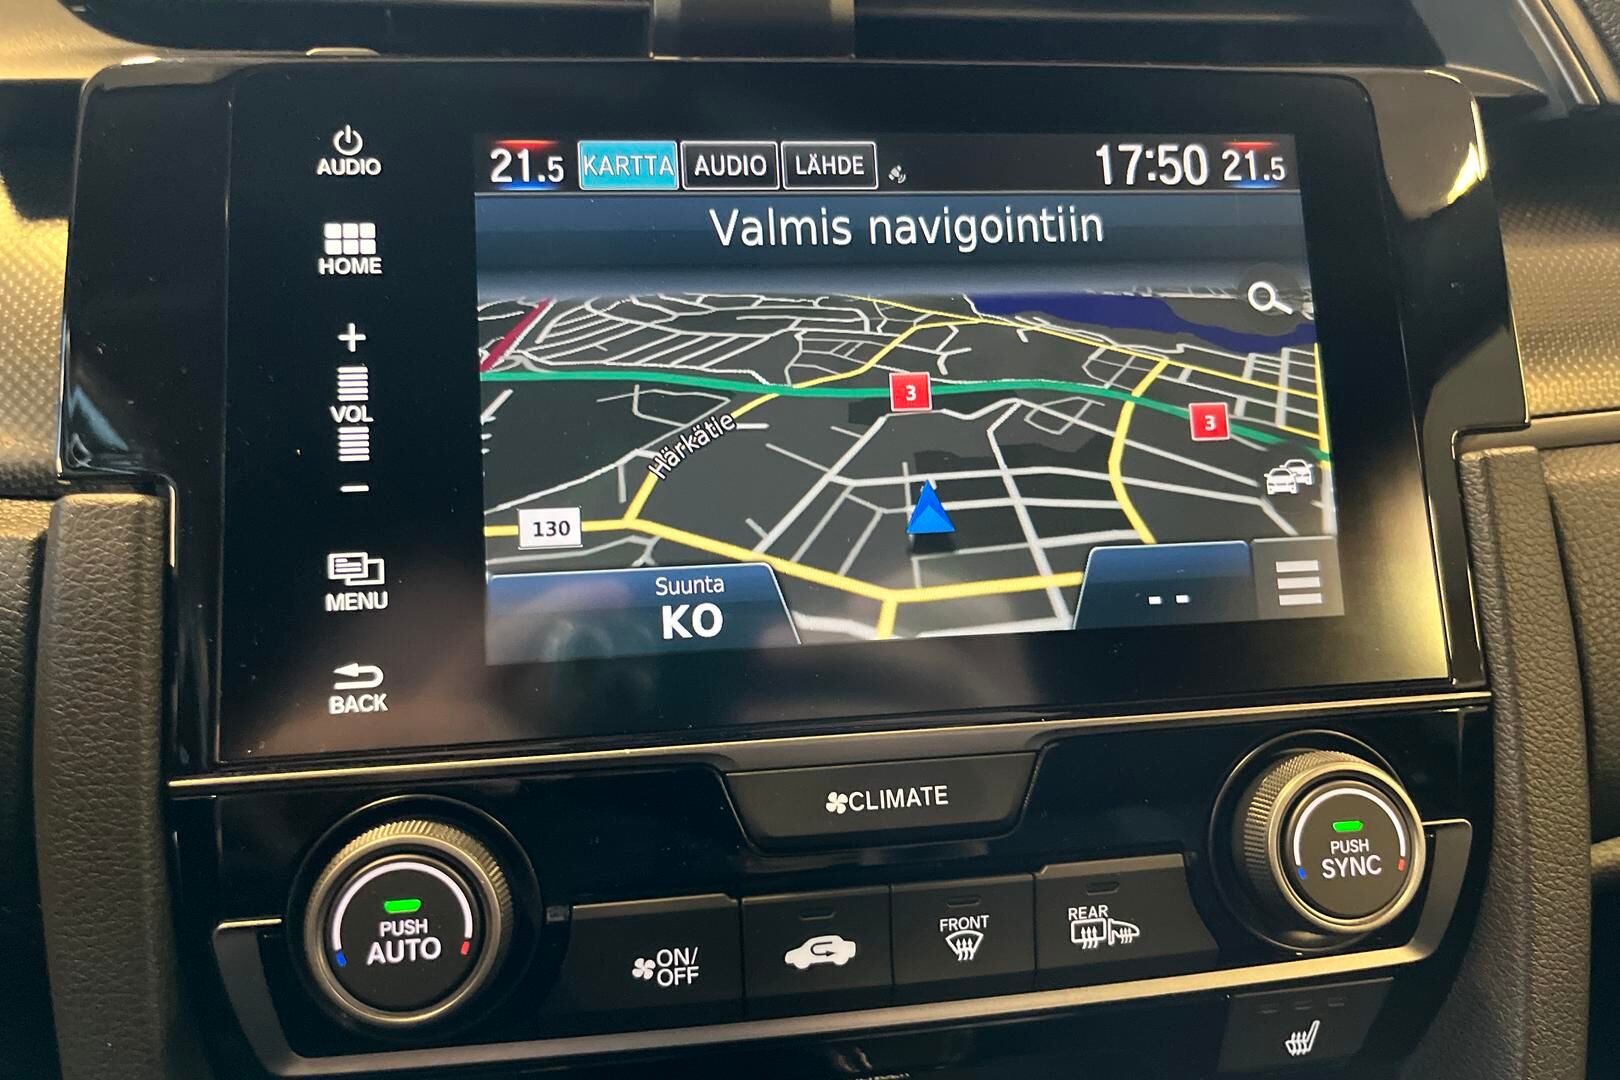 AUDIO
HOME
+
VOL
-
MENU
BACK
21.5 KARTTA AUDIO LÄHDE 17:50 21.5
Valmis navigointiin
3
3
Härkätie
130
Suunta
KO
--
CLIMATE
PUSH
AUTO
ON/
OFF
FRONT
REAR
PUSH
SYNC